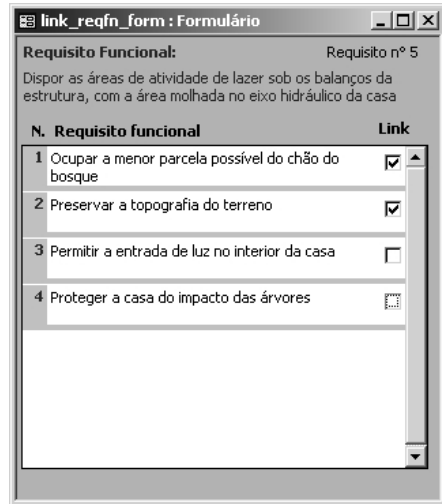 link_reqfn_form : Formulário
Requisito Funcional: Requisito nº 5
Dispor as áreas de atividade de lazer sob os balanços da
estrutura, com a área molhada no eixo hidráulico da casa
N. Requisito funcional Link
1 Ocupar a menor parcela possível do chão do
bosque
2 Preservar a topografia do terreno
3 Permitir a entrada de luz no interior da casa
4 Proteger a casa do impacto das árvores